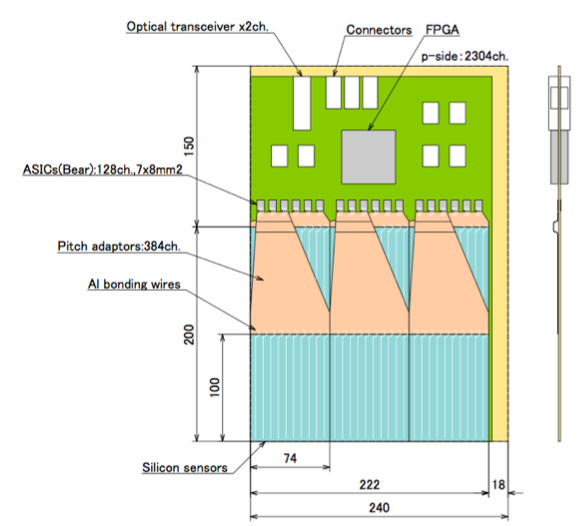 Optical transceiver x2ch.
Connectors
FPGA
p-side：2304ch.
150
ASICs(Bear):128ch.,7x8mm2
Pitch adaptors:384ch.
Al bonding wires
200
100
Silicon sensors
74
222
18
240